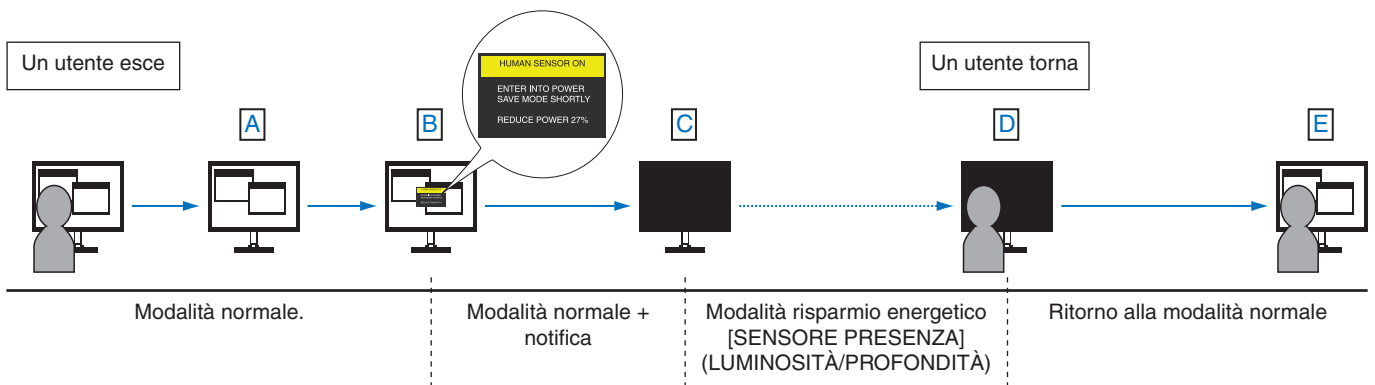 Un utente esce
Un utente torna
HUMAN SENSOR ON
ENTER INTO POWER
SAVE MODE SHORTLY
REDUCE POWER 27%
A
B
C
D
E
Modalità normale.
Modalità normale +
notifica
Modalità risparmio energetico
[SENSORE PRESENZA]
(LUMINOSITÀ/PROFONDITÀ)
Ritorno alla modalità normale